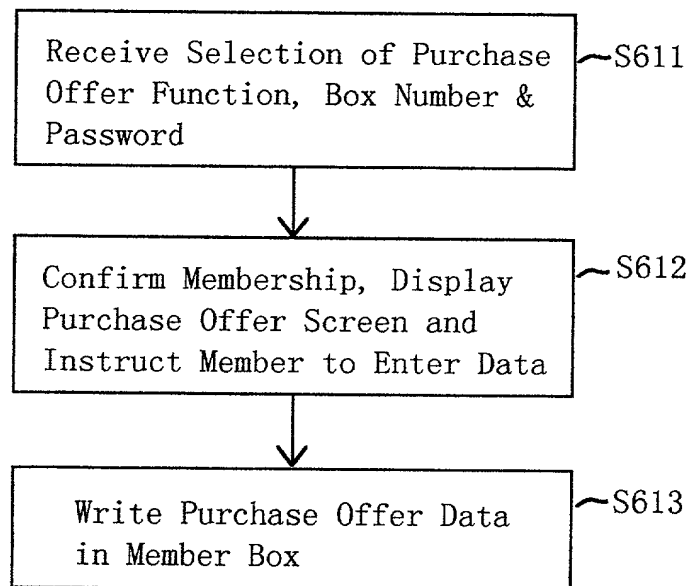 Receive Selection of Purchase
Offer Function, Box Number &
Password
S611
Confirm Membership, Display
Purchase Offer Screen and
Instruct Member to Enter Data
S612
Write Purchase Offer Data
in Member Box
S613